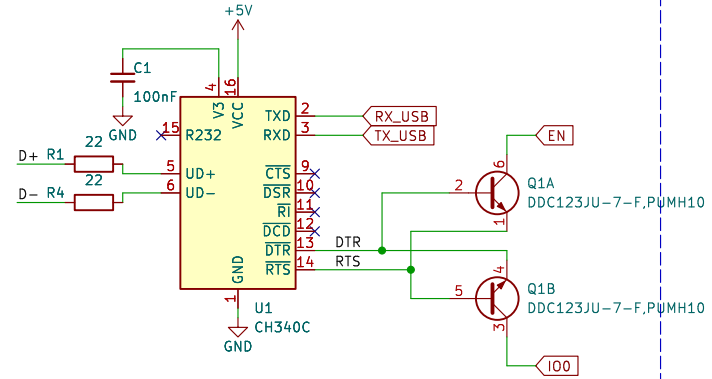 +5V
C1
100nF
GND
4
16
V3
VCC
TXD
2
RX_USB
RXD
3
TX_USB
15
R232
EN
22
D+
R1
5
UD+
22
D-
R4
6
UD-
CTS
9
DSR
10
RI
11
DCD
12
DTR
13
DTR
RTS
14
RTS
6
2
Q1A
DDC123JU-7-F,PUMH10
1
4
5
Q1B
DDC123JU-7-F,PUMH10
3
IO0
GND
1
U1
CH340C
GND